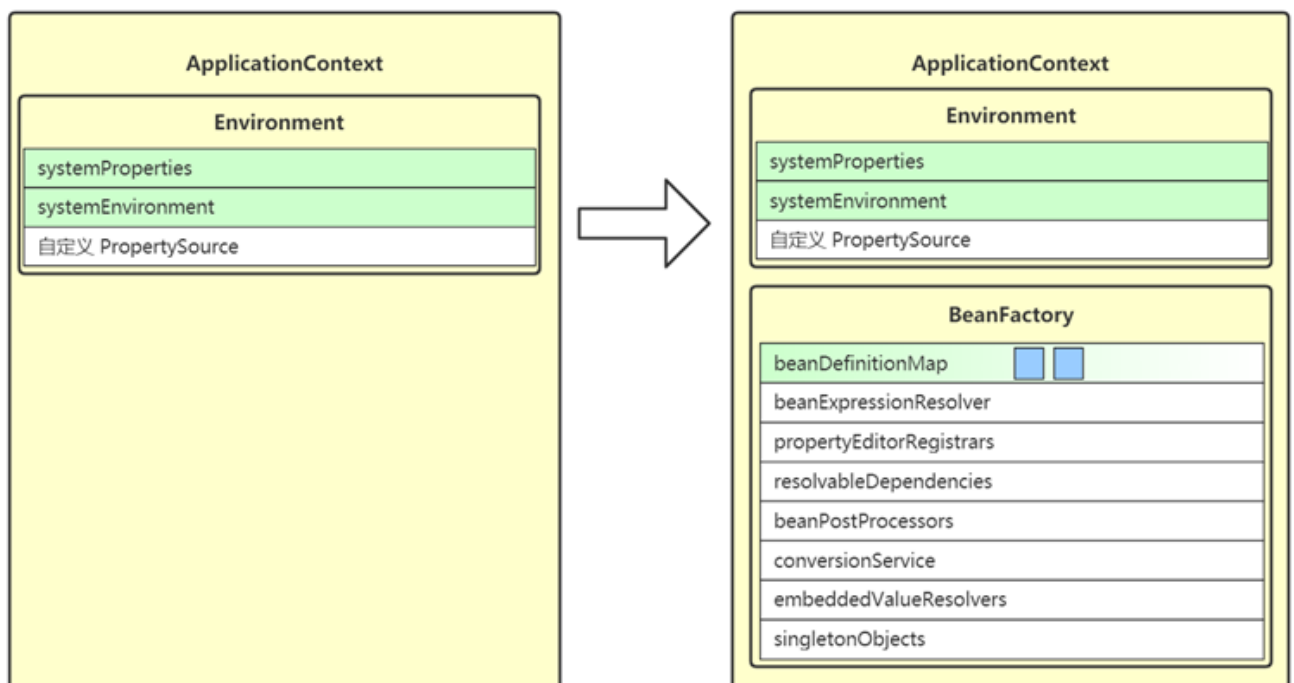 ApplicationContext
Environment
systemProperties
systemEnvironment
自定义 PropertySource
ApplicationContext
Environment
systemProperties
systemEnvironment
自定义 PropertySource
BeanFactory
beanDefinitionMap
beanExpressionResolver
propertyEditorRegistrars
resolvableDependencies
beanPostProcessors
conversionService
embeddedValueResolvers
singletonObjects